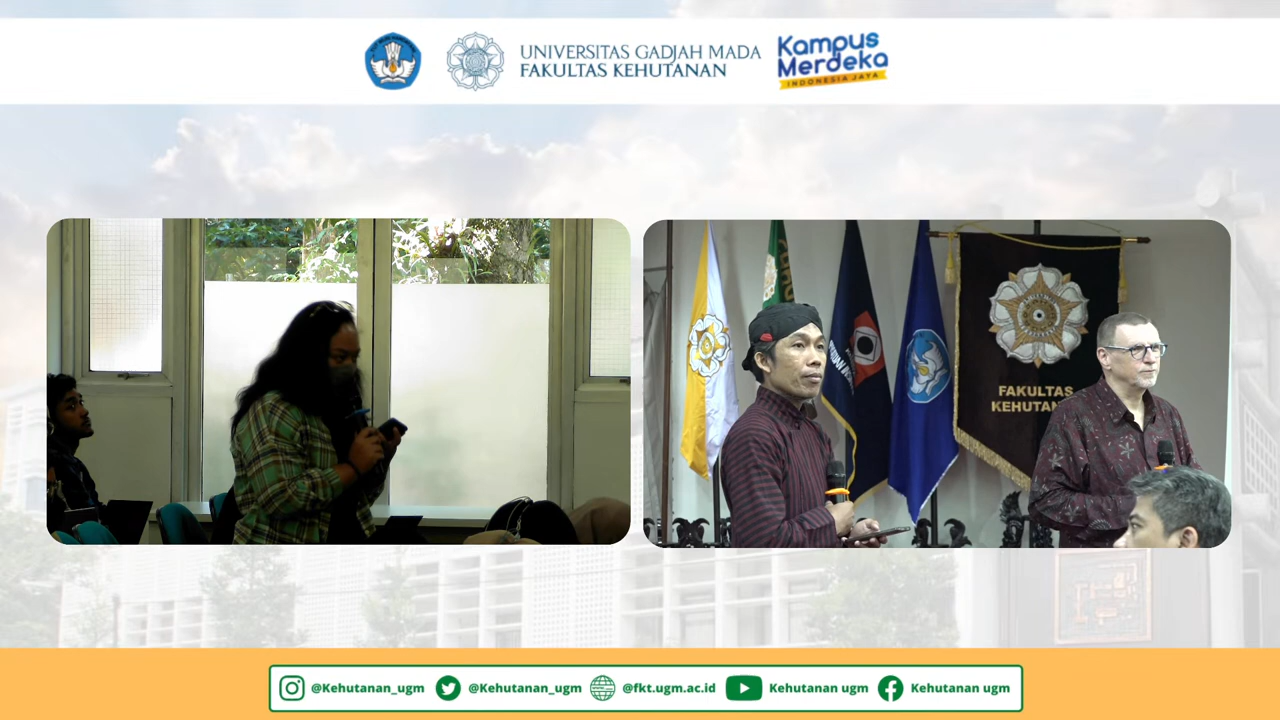 UNIVERSITAS GADJAH MADA
FAKULTAS KEHUTANAN
Kampus
Merdeka
INDONESIA JAYA
FAKULTAS
KEHUTAN
@Kehutanan_ugm
@Kehutanan_ugm
@fkt.ugm.ac.id
Kehutanan ugm
Kehutanan ugm